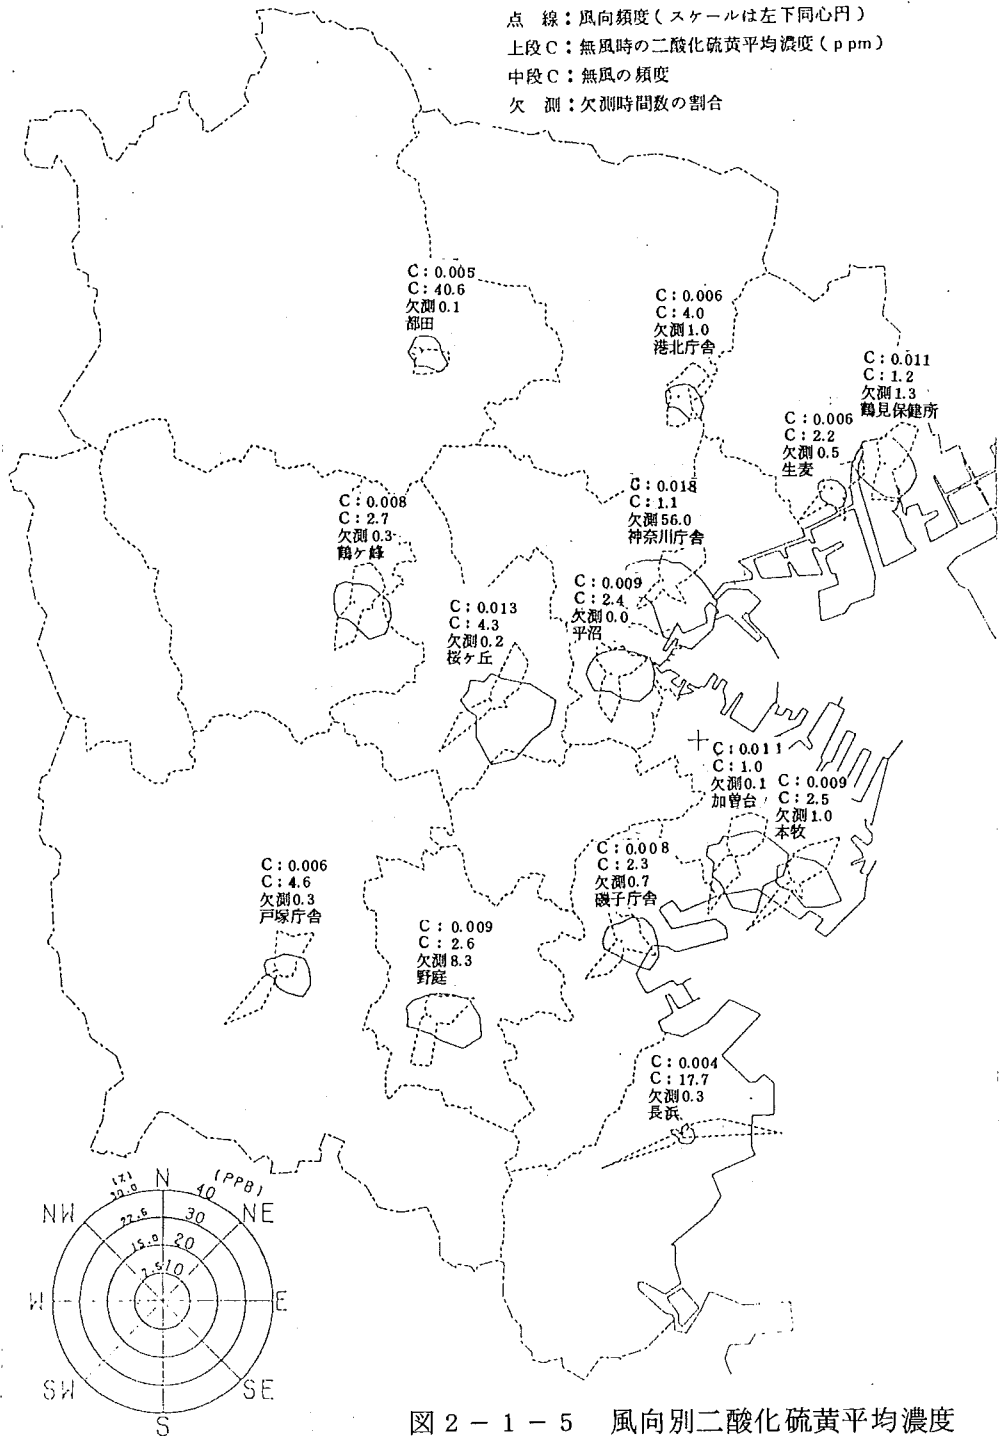 点 線：風向頻度（スケールは左下同心円）
上段C：無風時の二酸化硫黄平均濃度（ppm）
中段C：無風の頻度
欠 測：欠測時間数の割合
C：0.005
C：40.6
欠測0.1
都田
C：0.006
C：4.0
欠測1.0
港北庁舎
C：0.011
C：1.2
欠測1.3
鶴見保健所
C：0.006
C：2.2
欠測0.5
生麦
C：0.008
C：2.7
欠測0.3
鶴ケ峰
C：0.018
C：1.1
欠測56.0
神奈川庁舎
C：0.009
C：2.4
欠測0.0
平沼
C：0.013
C：4.3
欠測0.2
桜ケ丘
C：0.011
C：1.0
欠測0.1
加曽台
C：0.009
C：2.5
欠測1.0
本牧
C：0.008
C：2.3
欠測0.7
磯子庁舎
C：0.006
C：4.6
欠測0.3
戸塚庁舎
C：0.009
C：2.6
欠測8.3
野庭
C：0.004
C：17.7
欠測0.3
長浜
(%) N (PPB)
30.0 40
NW 22.5 30 NE
15.0 20
7.5 10
W E
SW SE
S
図2－1－5 風向別二酸化硫黄平均濃度